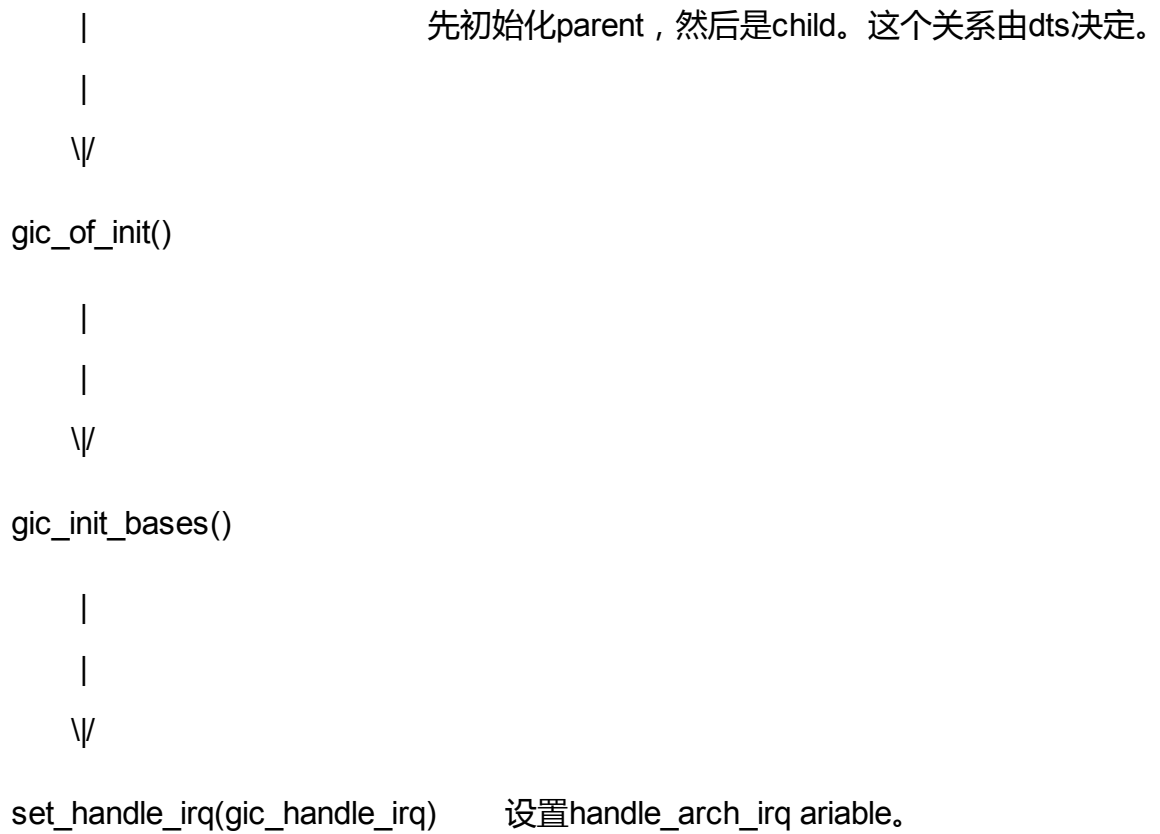 | 先初始化parent，然后是child。这个关系由dts决定。
|
\|/
gic_of_init()
|
|
\|/
gic_init_bases()
|
|
\|/
set_handle_irq(gic_handle_irq) 设置handle_arch_irq ariable。